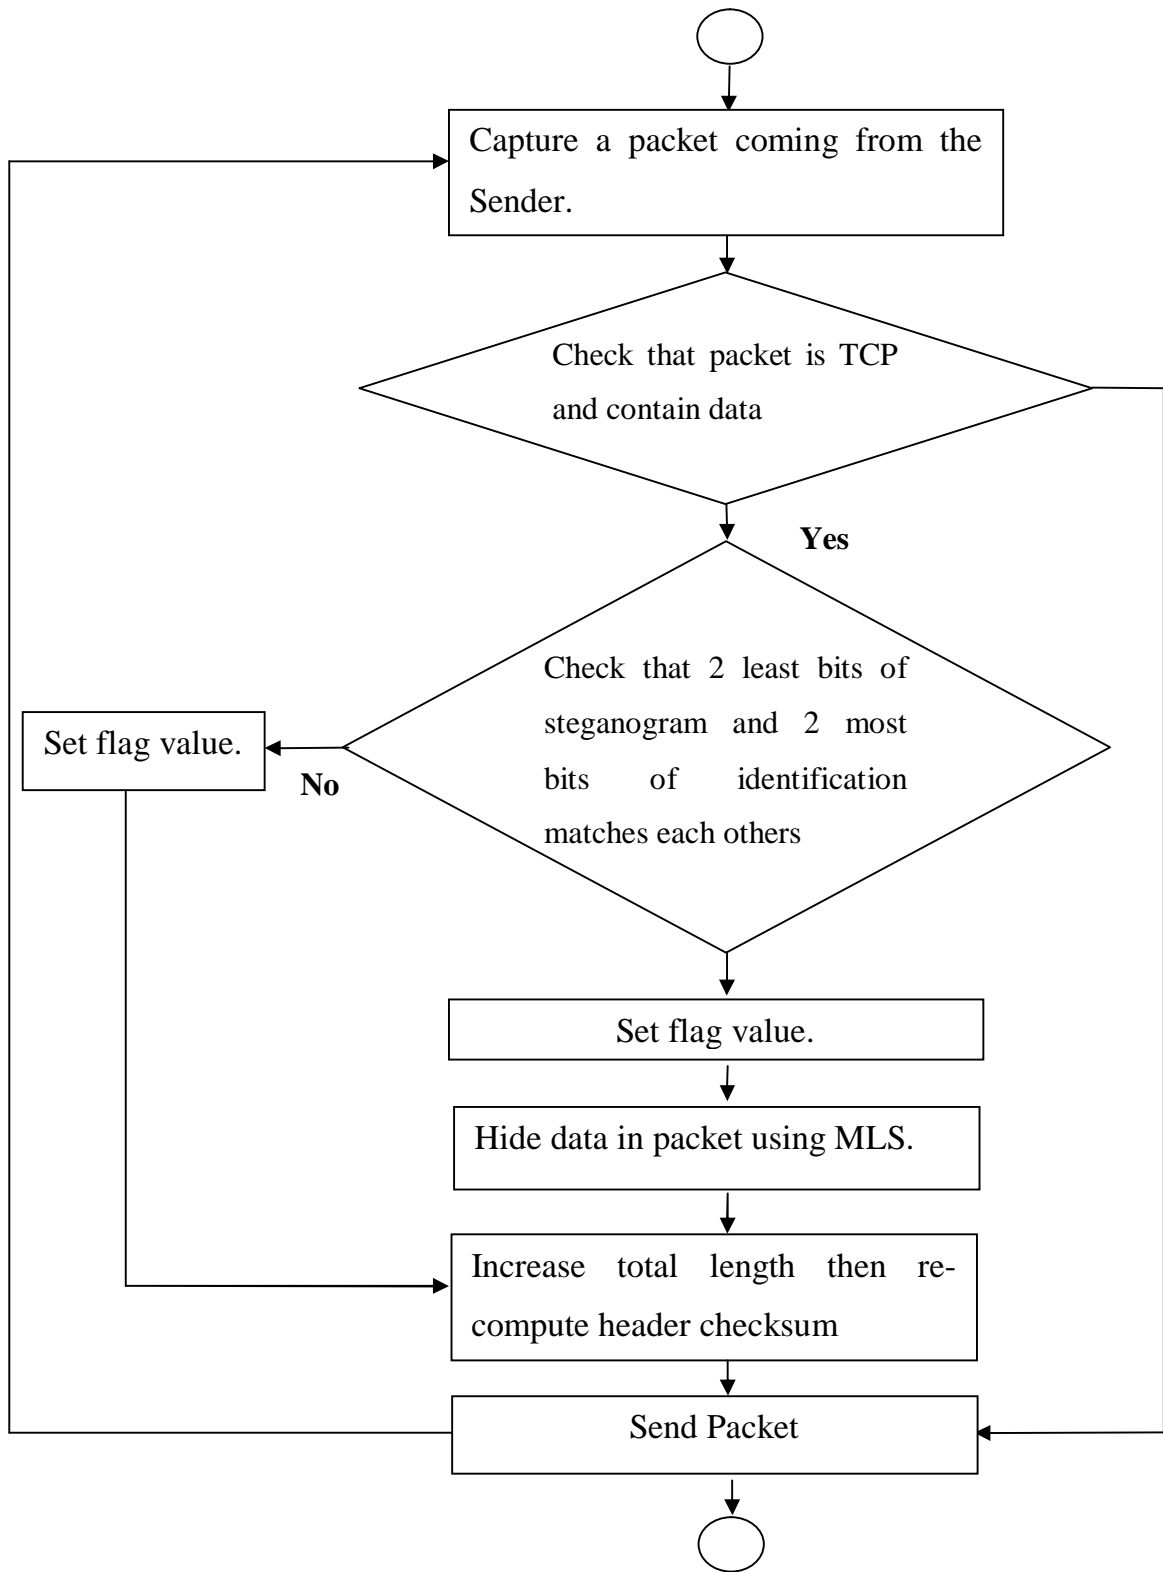 Capture a packet coming from the
Sender.
Check that packet is TCP
and contain data
Yes
Check that 2 least bits of
steganogram and 2 most
bits of identification
matches each others
Set flag value.
No
Set flag value.
Hide data in packet using MLS.
Increase total length then re-
compute header checksum
Send Packet